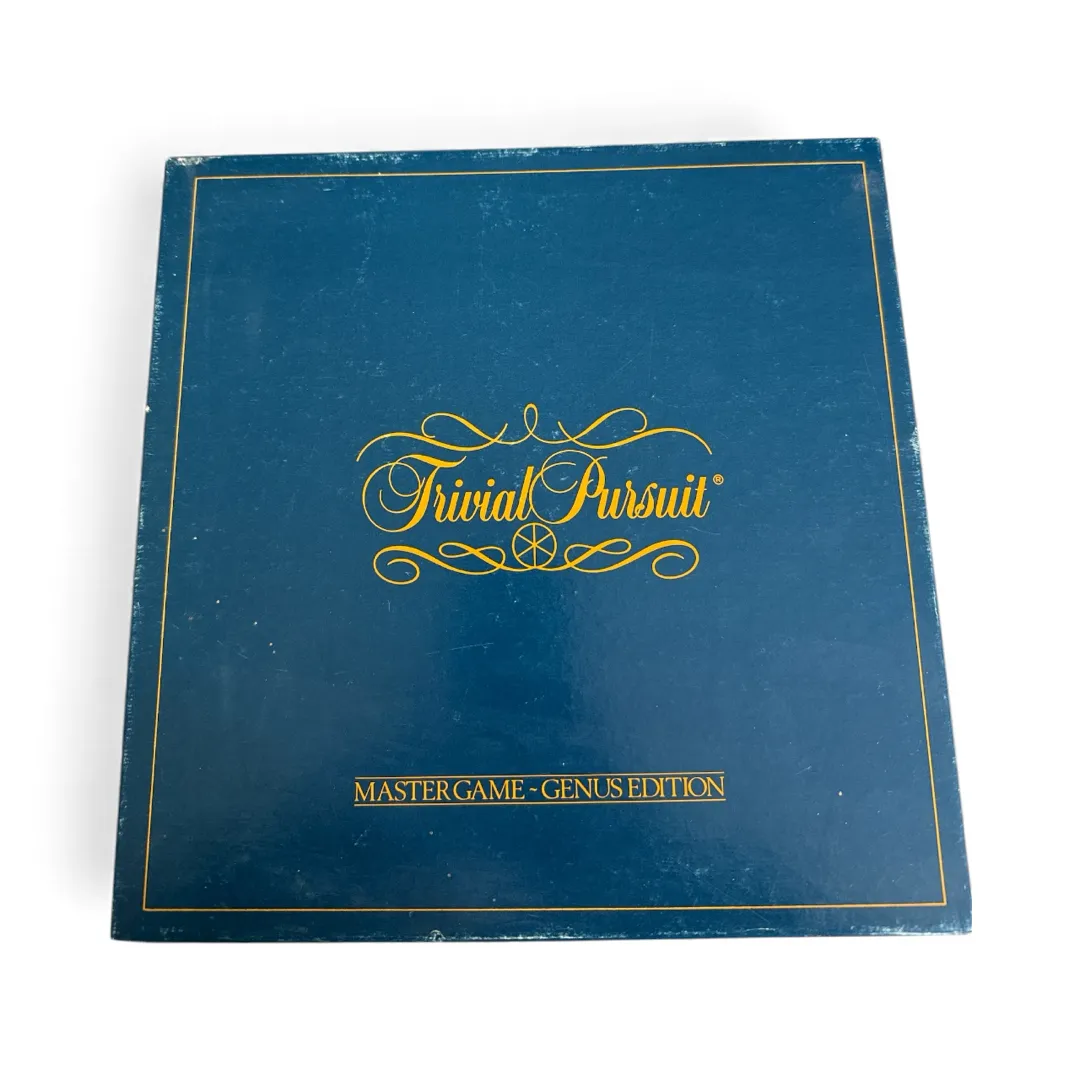 Trivial Pursuit®
MASTER GAME ~ GENUS EDITION